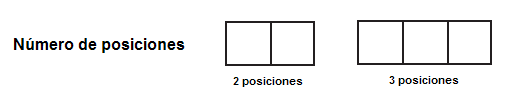 Número de posiciones
2 posiciones
3 posiciones